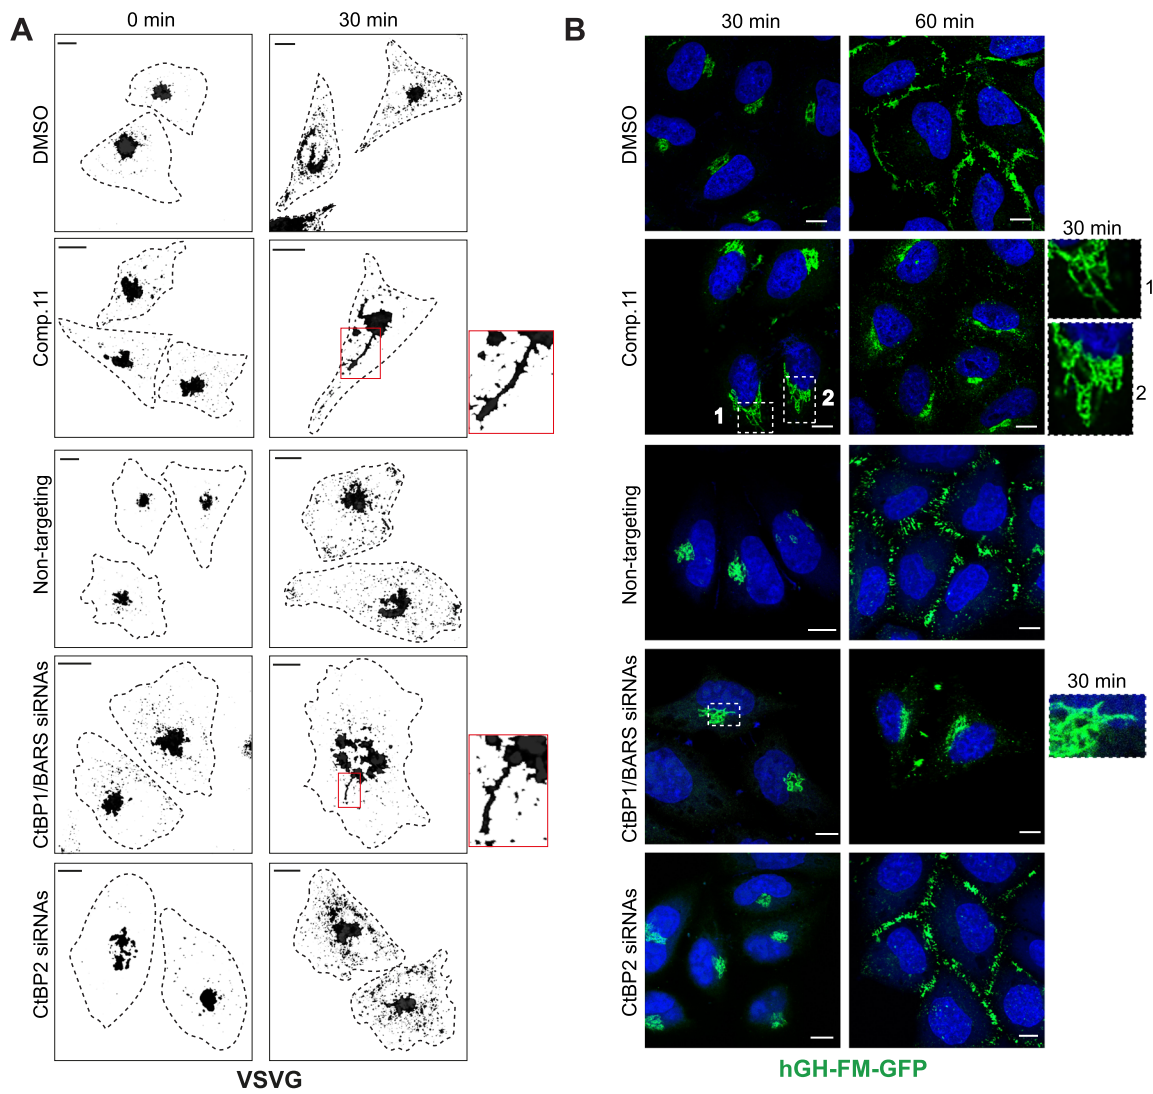 A
0 min
30 min
B
30 min
60 min
DMSO
DMSO
Comp.11
Comp.11
30 min
1
2
1
2
Non-targeting
Non-targeting
CtBP1/BARS siRNAs
CtBP1/BARS siRNAs
30 min
CtBP2 siRNAs
CtBP2 siRNAs
VSVG
hGH-FM-GFP